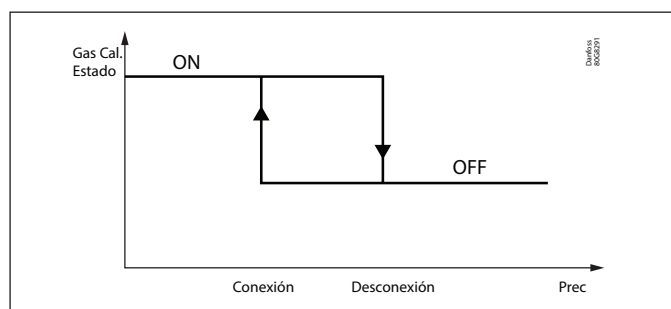 Gas Cal.
Estado
ON
OFF
Conexión
Desconexión
Prec
Danfoss
80G8291